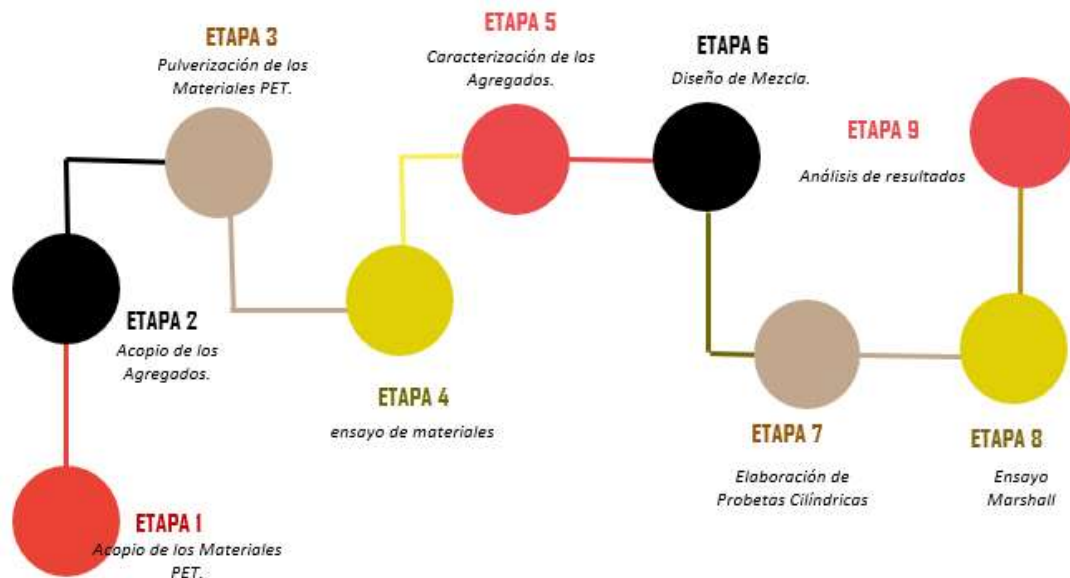 ETAPA 1
Acopio de los Materiales
PET.
ETAPA 2
Acopio de los
Agregados.
ETAPA 3
Pulverización de los
Materiales PET.
ETAPA 4
ensayo de materiales
ETAPA 5
Caracterización de los
Agregados.
ETAPA 6
Diseño de Mezcla.
ETAPA 7
Elaboración de
Probetas Cilíndricas
ETAPA 8
Ensayo
Marshall
ETAPA 9
Análisis de resultados